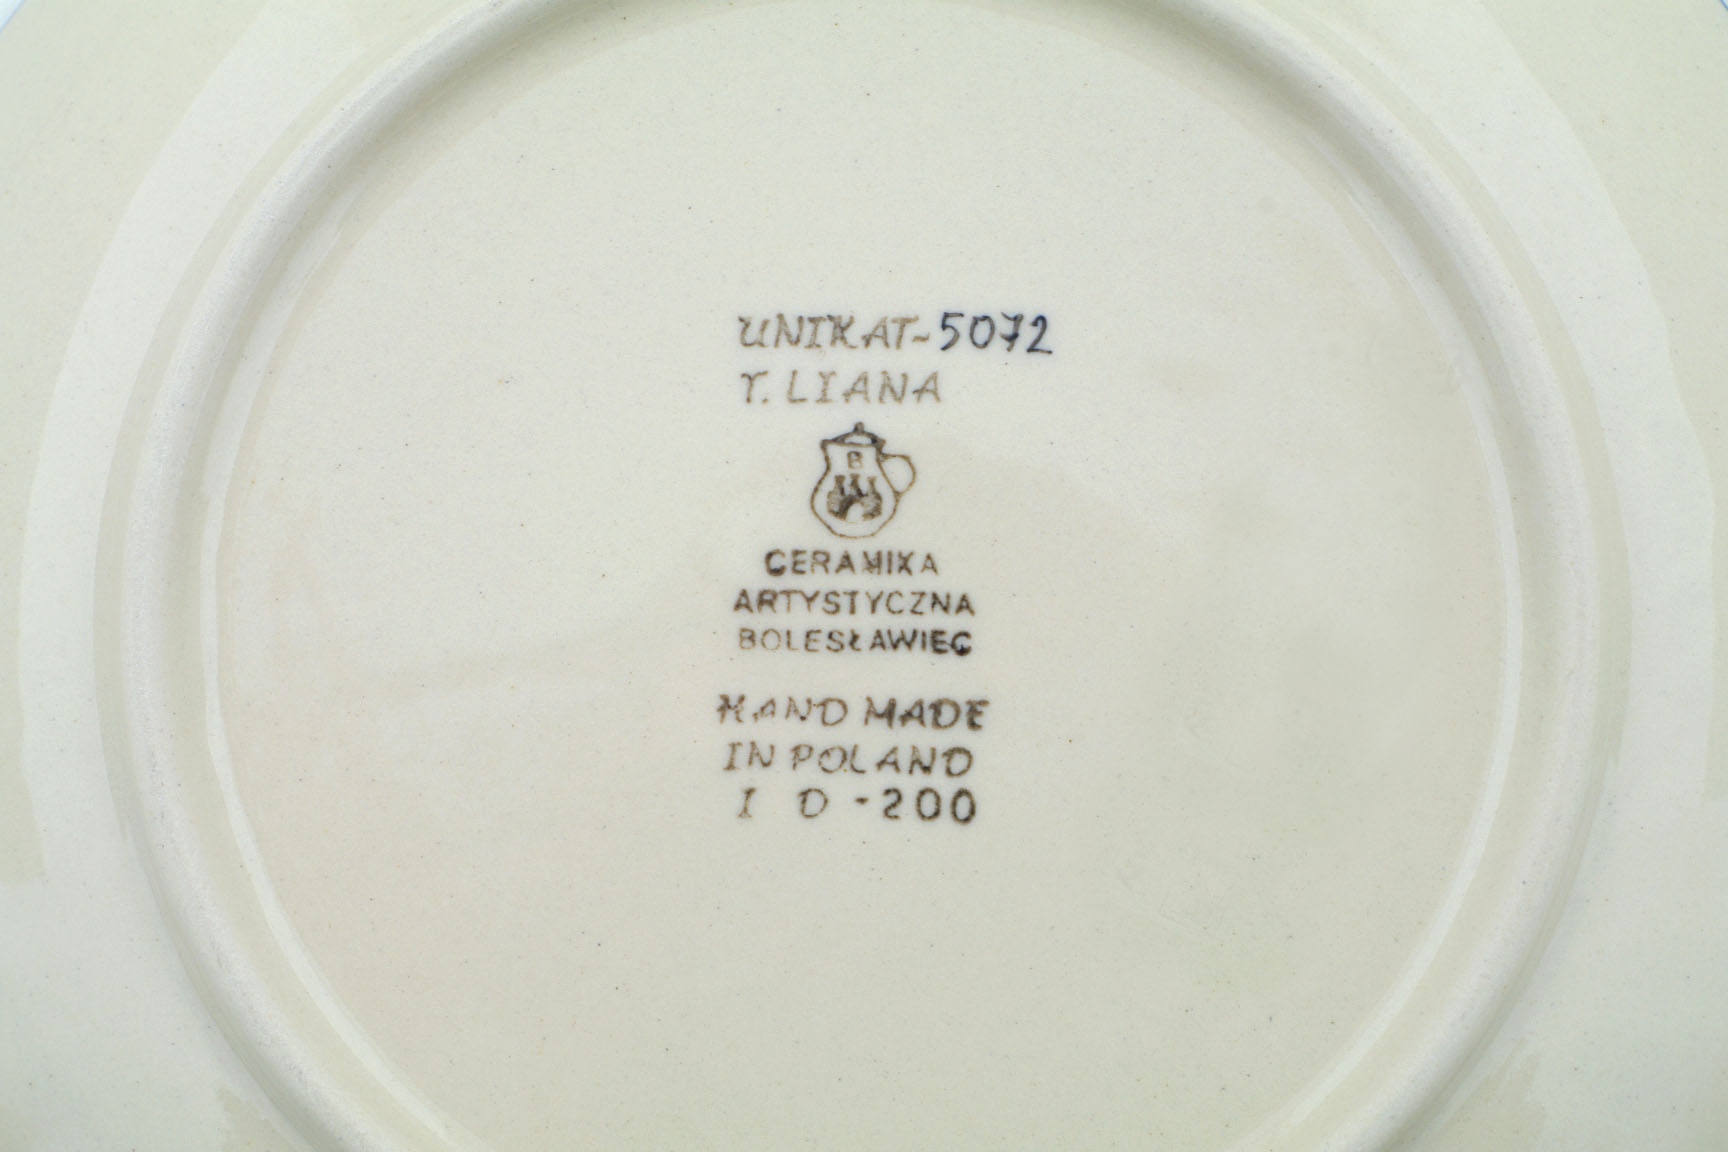 UNIKAT-5072
T. LIANA
B
CERAMIKA
ARTYSTYCZNA
BOLESŁAWIEC
HAND MADE
IN POLAND
I D -200